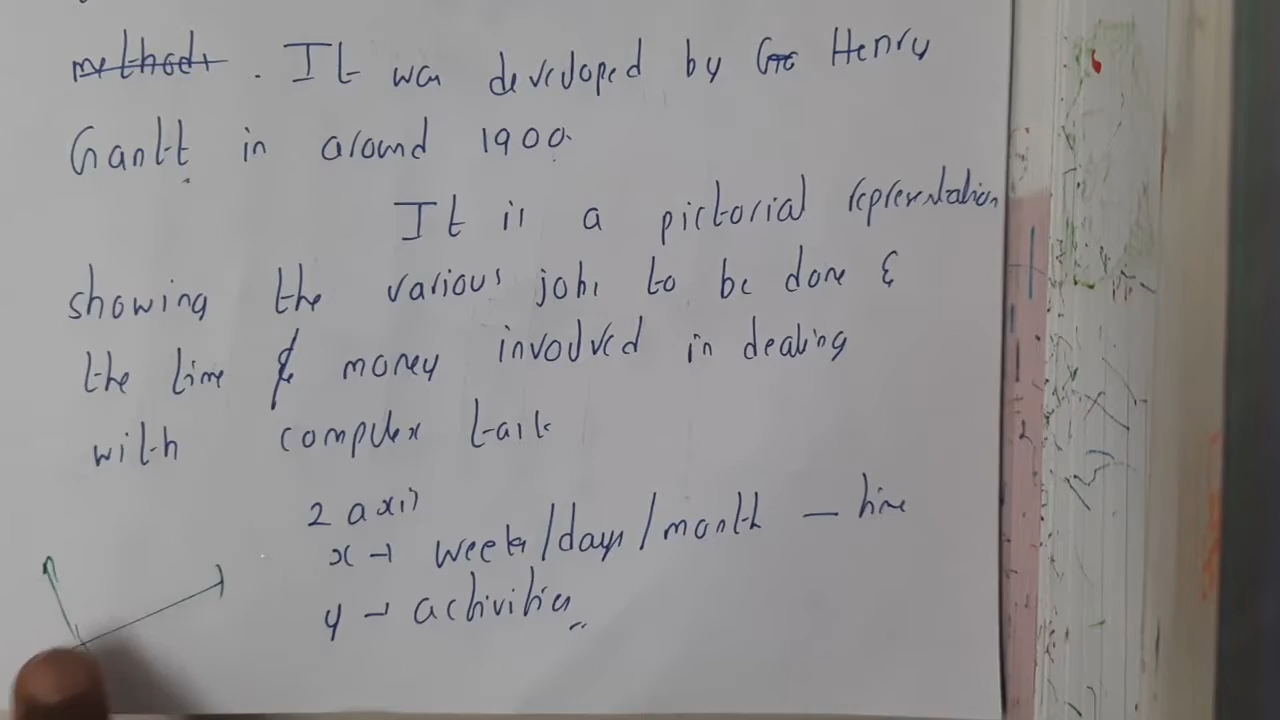 methods . It was developed by Henry
Gantt in around 1900.
It is a pictorial representation
showing the various jobs to be done &
the time & money involved in dealing
with complex task
2 axis
x → weeks/days/month — time
y → activities